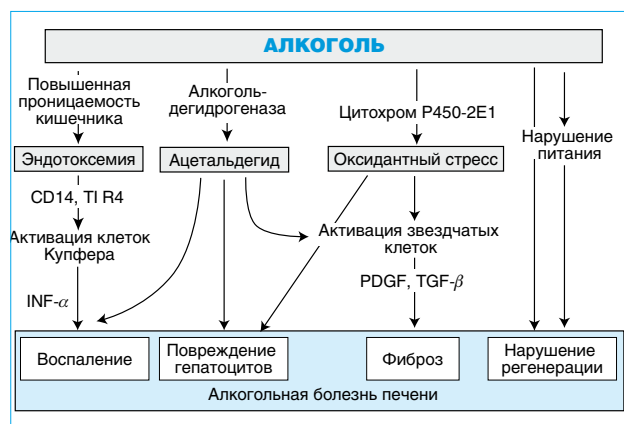 АЛКОГОЛЬ
Повышенная
проницаемость
кишечника
Алкоголь-
дегидрогеназа
Цитохром P450-2E1
Нарушение
питания
Эндотоксемия
Ацетальдегид
Оксидантный стресс
CD14, TI R4
Активация клеток
Купфера
Активация звездчатых
клеток
INF-α
PDGF, TGF-β
Воспаление
Повреждение
гепатоцитов
Фиброз
Нарушение
регенерации
Алкогольная болезнь печени